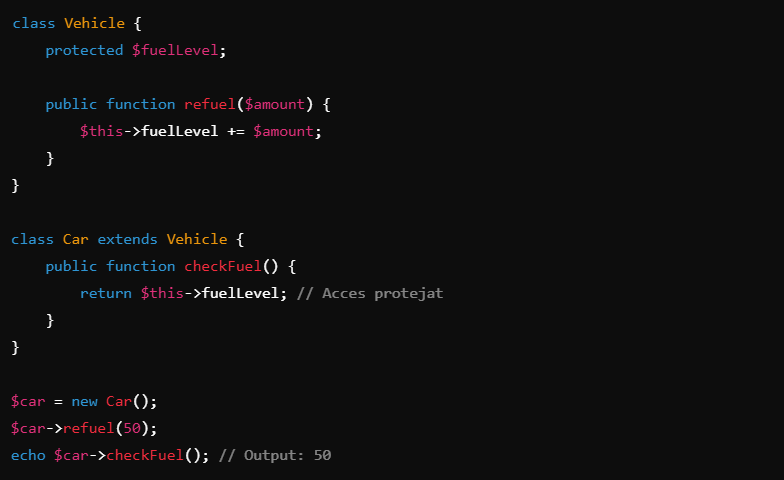 class Vehicle {
    protected $fuelLevel;

    public function refuel($amount) {
        $this->fuelLevel += $amount;
    }
}

class Car extends Vehicle {
    public function checkFuel() {
        return $this->fuelLevel; // Acces protejat
    }
}

$car = new Car();
$car->refuel(50);
echo $car->checkFuel(); // Output: 50